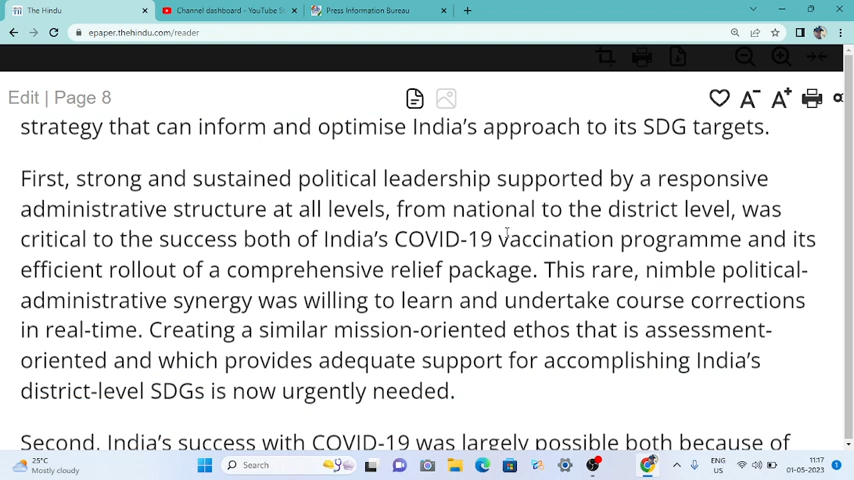 The Hindu
Channel dashboard - YouTube St
Press Information Bureau
epaper.thehindu.com/reader
Edit | Page 8
A- A+
strategy that can inform and optimise India's approach to its SDG targets.
First, strong and sustained political leadership supported by a responsive
administrative structure at all levels, from national to the district level, was
critical to the success both of India's COVID-19 vaccination programme and its
efficient rollout of a comprehensive relief package. This rare, nimble political-
administrative synergy was willing to learn and undertake course corrections
in real-time. Creating a similar mission-oriented ethos that is assessment-
oriented and which provides adequate support for accomplishing India's
district-level SDGs is now urgently needed.
Second, India's success with COVID-19 was largely possible both because of
25°C
Mostly cloudy
Search
ENG
US
11:17
01-05-2023